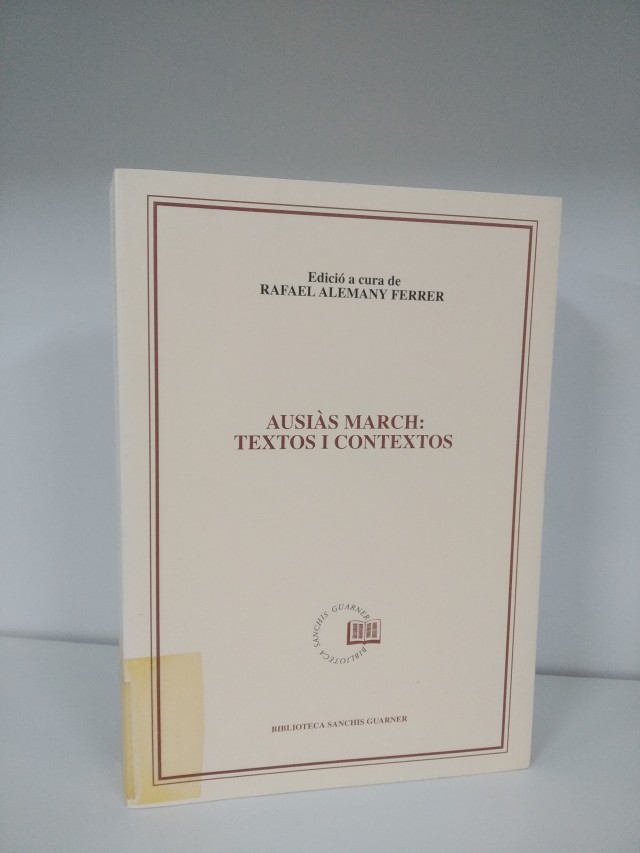 Edició a cura de
RAFAEL ALEMANY FERRER
AUSIÀS MARCH:
TEXTOS I CONTEXTOS
BIBLIOTECA SANCHIS GUARNER
BIBLIOTECA SANCHIS GUARNER